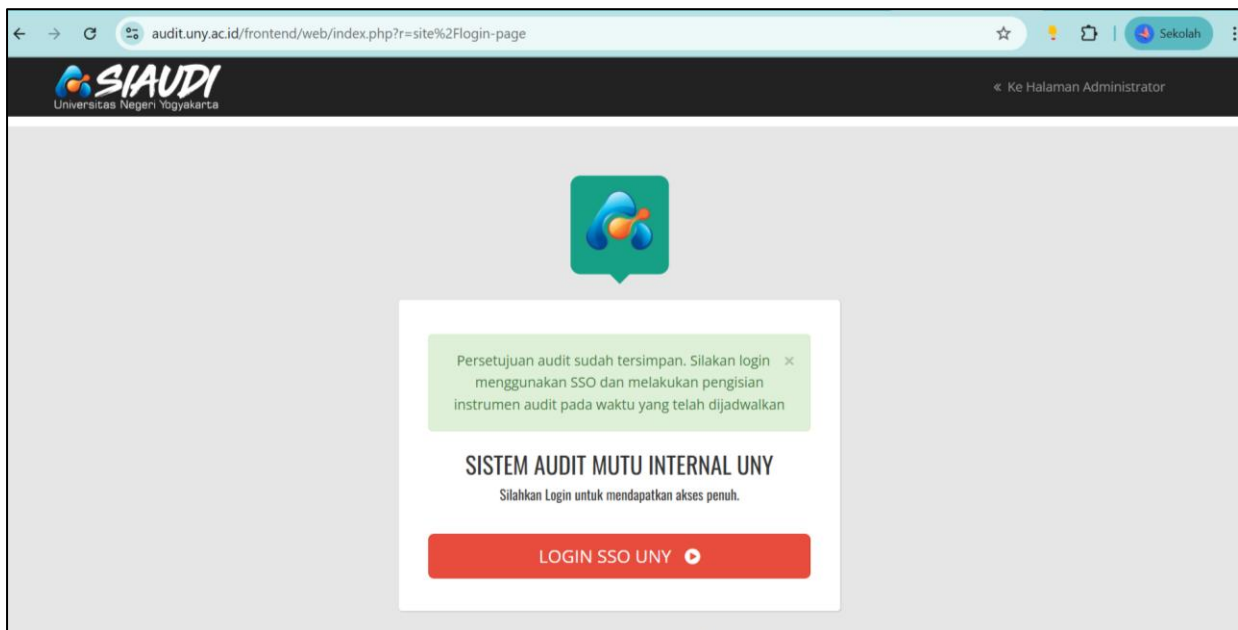 audit.uny.ac.id/frontend/web/index.php?r=site%2Flogin-page
Sekolah
SIAUDI
Universitas Negeri Yogyakarta
« Ke Halaman Administrator
Persetujuan audit sudah tersimpan. Silakan login ×
menggunakan SSO dan melakukan pengisian
instrumen audit pada waktu yang telah dijadwalkan
SISTEM AUDIT MUTU INTERNAL UNY
Silahkan Login untuk mendapatkan akses penuh.
LOGIN SSO UNY